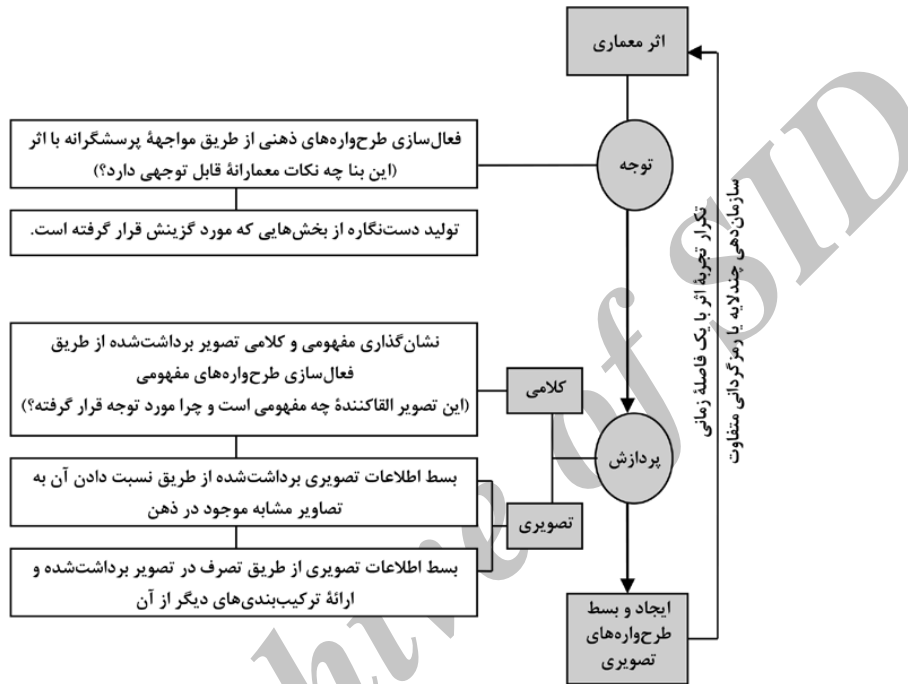 اثر معماری
توجه
فعال‌سازی طرح‌واره‌های ذهنی از طریق مواجههٔ پرسشگرانه با اثر
(این بنا چه نکات معمارانهٔ قابل توجهی دارد؟)
تولید دست‌نگاره از بخش‌هایی که مورد گزینش قرار گرفته است.
نشان‌گذاری مفهومی و کلامی تصویر برداشت‌شده از طریق
فعال‌سازی طرح‌واره‌های مفهومی
(این تصویر القاکنندهٔ چه مفهومی است و چرا مورد توجه قرار گرفته؟)
کلامی
پردازش
بسط اطلاعات تصویری برداشت‌شده از طریق نسبت دادن آن به
تصاویر مشابه موجود در ذهن
تصویری
بسط اطلاعات تصویری از طریق تصرف در تصویر برداشت‌شده و
ارائهٔ ترکیب‌بندی‌های دیگر از آن
ایجاد و بسط
طرح‌واره‌های
تصویری
تکرار تجربهٔ اثر با یک فاصلهٔ زمانی
سازمان‌دهی چندلایه یا رمزگردانی متفاوت
hive of SID